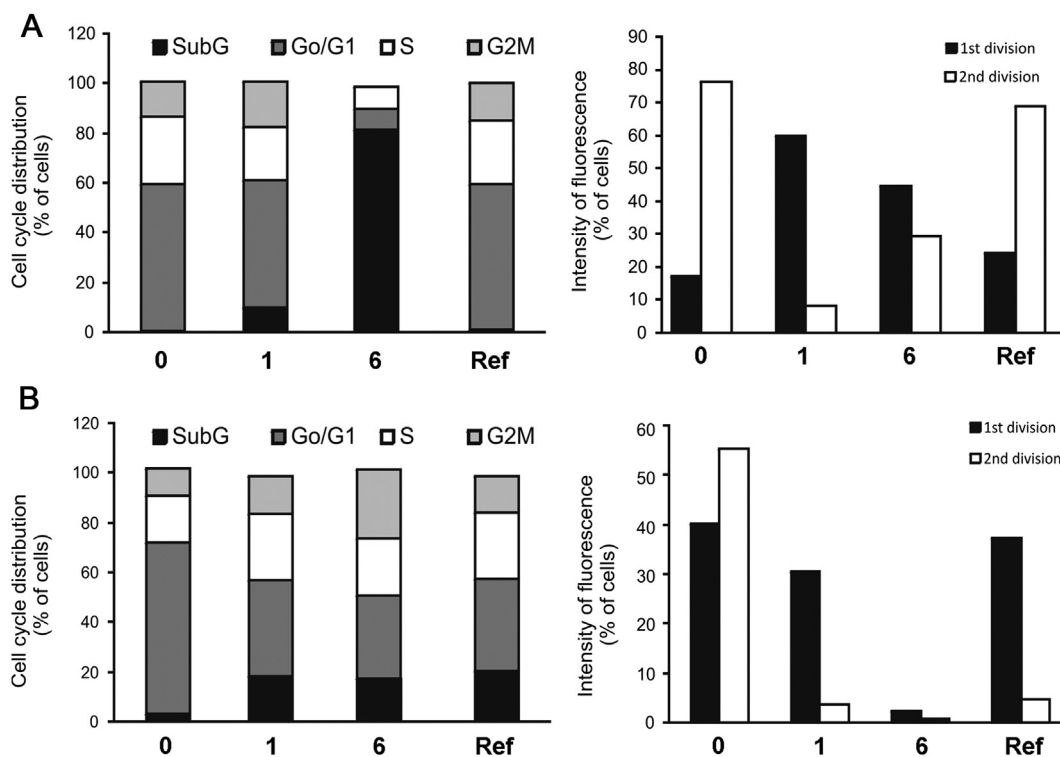 A
Cell cycle distribution
(% of cells)
120
100
80
60
40
20
0
SubG Go/G1 S G2M
0 1 6 Ref
Intensity of fluorescence
(% of cells)
90
80
70
60
50
40
30
20
10
0
1st division
2nd division
0 1 6 Ref
B
Cell cycle distribution
(% of cells)
120
100
80
60
40
20
0
SubG Go/G1 S G2M
0 1 6 Ref
Intensity of fluorescence
(% of cells)
60
50
40
30
20
10
0
1st division
2nd division
0 1 6 Ref